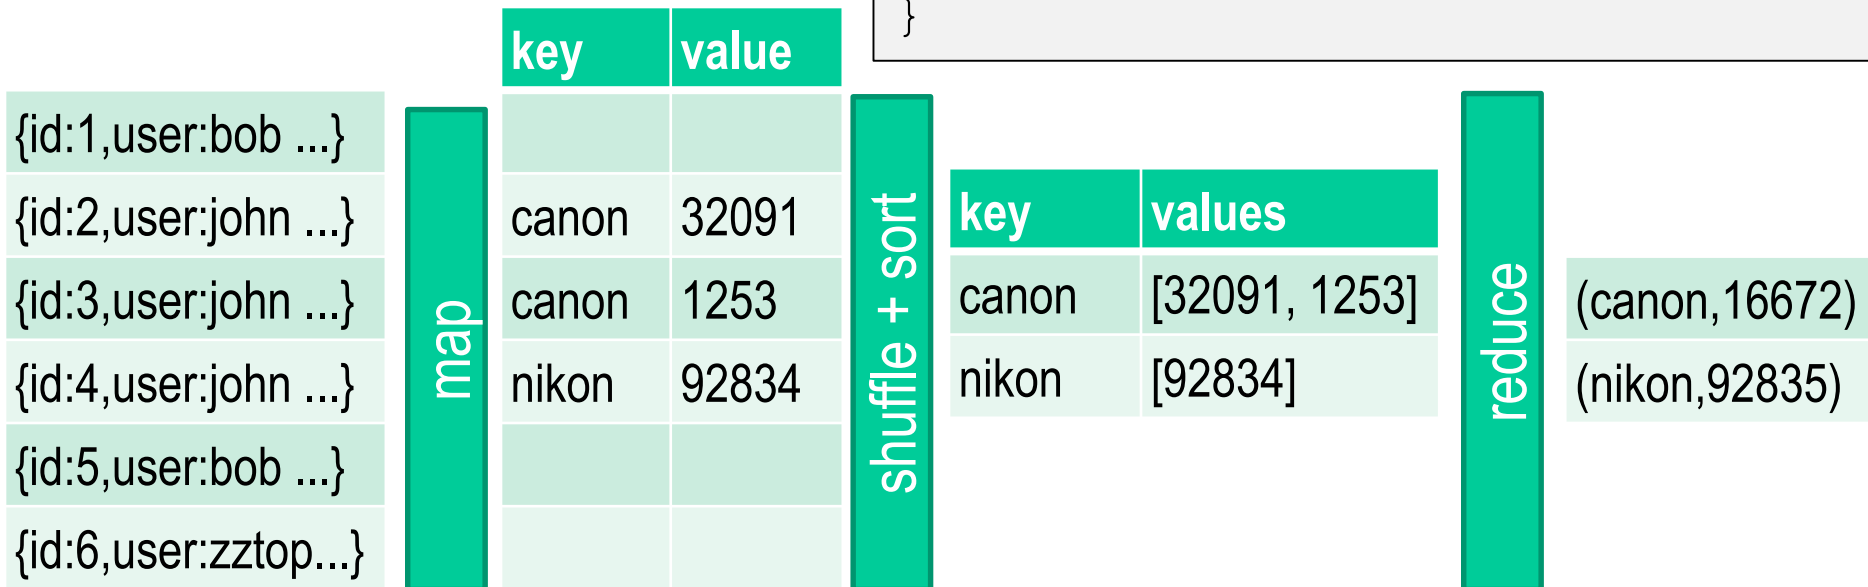 }
key value
{id:1,user:bob ...}
{id:2,user:john ...}
{id:3,user:john ...}
{id:4,user:john ...}
{id:5,user:bob ...}
{id:6,user:zztop...}
map
canon 32091
canon 1253
nikon 92834
shuffle + sort
key values
canon [32091, 1253]
nikon [92834]
reduce
(canon,16672)
(nikon,92835)